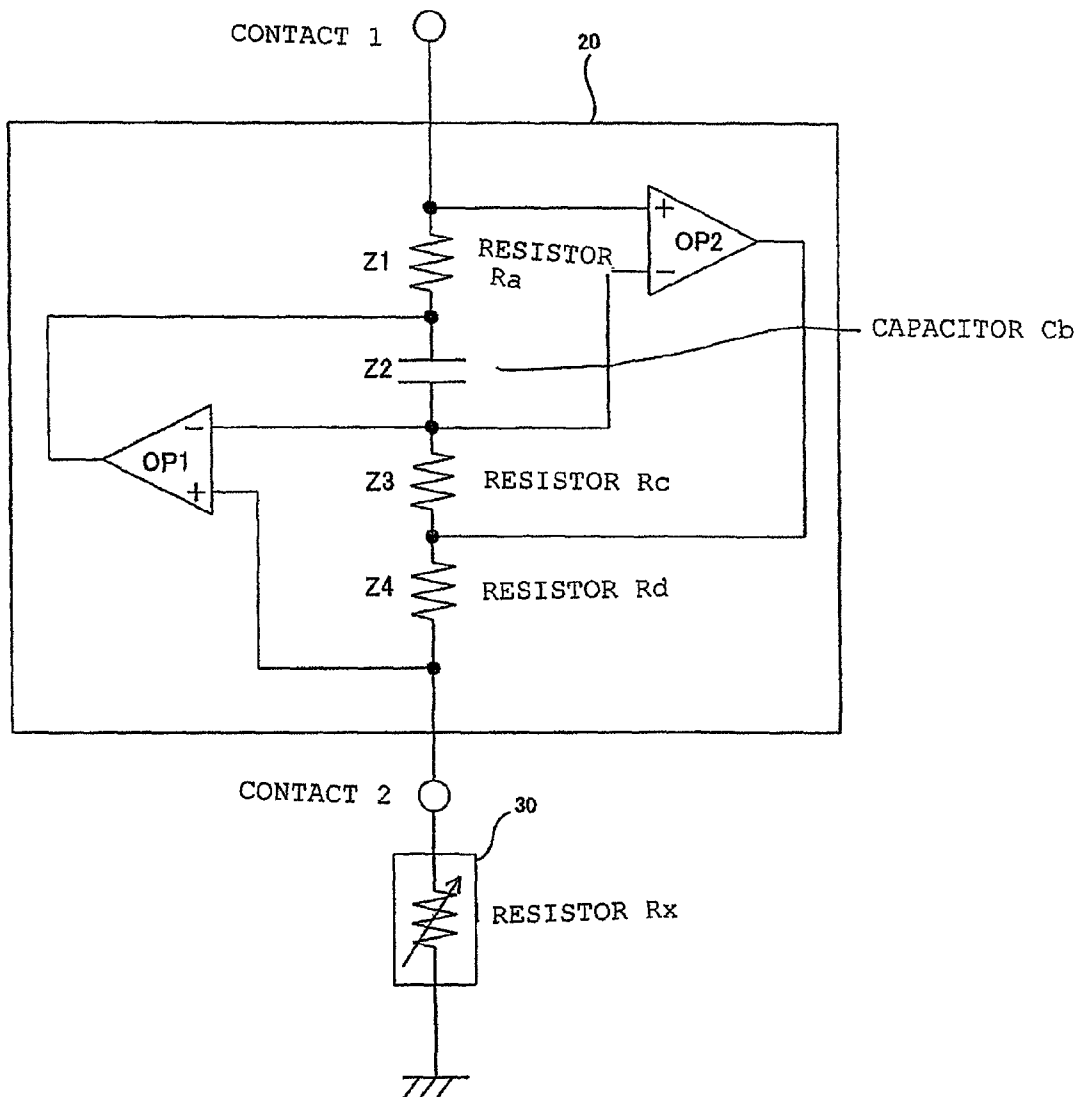 CONTACT 1
20
+
OP2
−
Z1
RESISTOR
Ra
Z2
CAPACITOR Cb
−
OP1
+
Z3
RESISTOR Rc
Z4
RESISTOR Rd
CONTACT 2
30
RESISTOR Rx